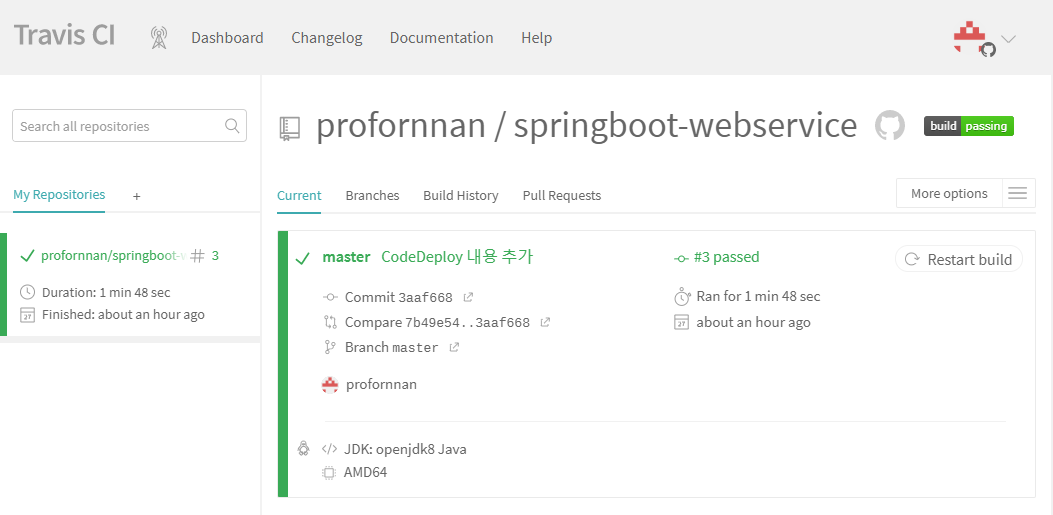 Travis CI
Dashboard
Changelog
Documentation
Help
Search all repositories
My Repositories
+
profornnan/springboot-w
3
Duration: 1 min 48 sec
Finished: about an hour ago
profornnan / springboot-webservice
build passing
Current
Branches
Build History
Pull Requests
More options
master CodeDeploy 내용 추가
Commit 3aaf668
Compare 7b49e54..3aaf668
Branch master
profornnan
#3 passed
Ran for 1 min 48 sec
about an hour ago
Restart build
JDK: openjdk8 Java
AMD64